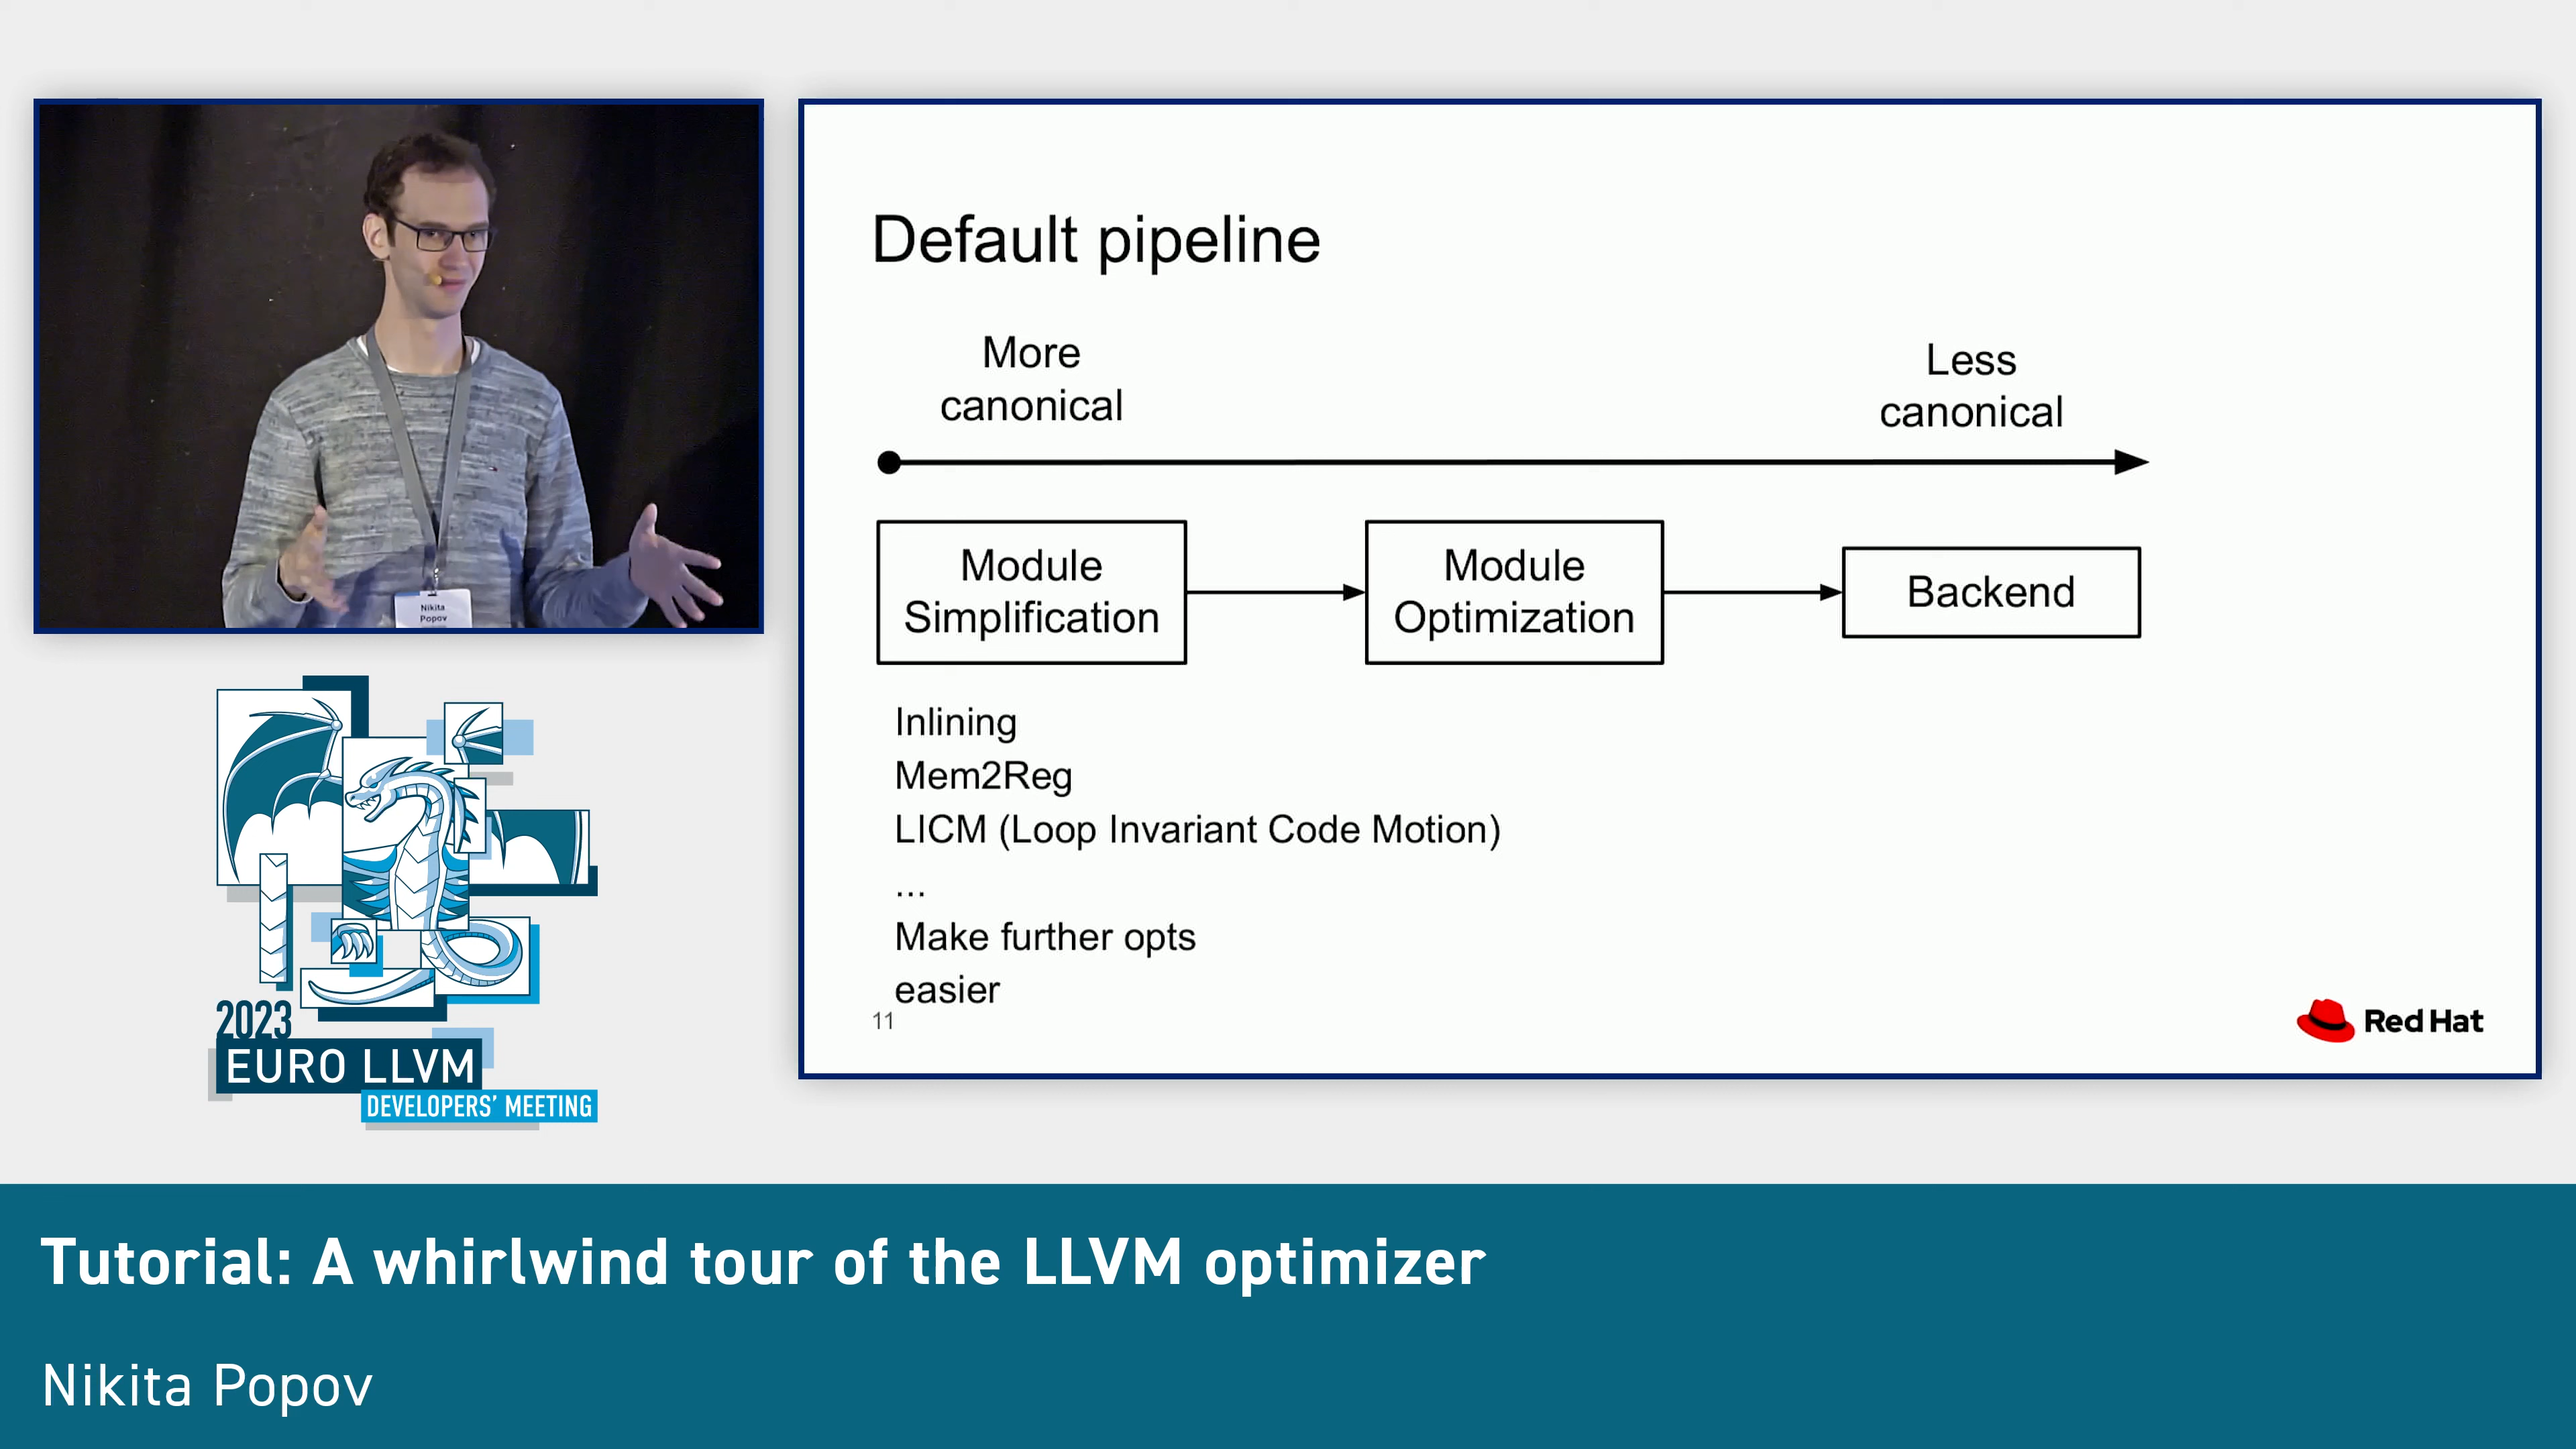 Nikita
Popov
Default pipeline
More
canonical
Less
canonical
Module
Simplification
Module
Optimization
Backend
Inlining
Mem2Reg
LICM (Loop Invariant Code Motion)
...
Make further opts
easier
11
Red Hat
2023
EURO LLVM
DEVELOPERS' MEETING
Tutorial: A whirlwind tour of the LLVM optimizer
Nikita Popov